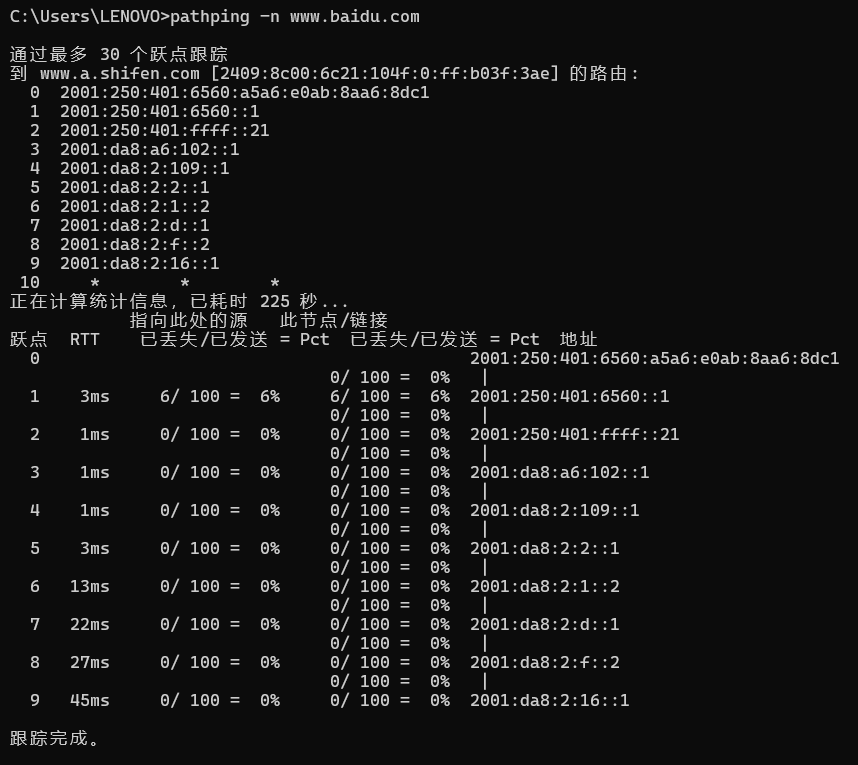 C:\Users\LENOVO>pathping -n www.baidu.com
通过最多 30 个跃点跟踪
到 www.a.shifen.com [2409:8c00:6c21:104f:0:ff:b03f:3ae] 的路由:
  0  2001:250:401:6560:a5a6:e0ab:8aa6:8dc1
  1  2001:250:401:6560::1
  2  2001:250:401:ffff::21
  3  2001:da8:a6:102::1
  4  2001:da8:2:109::1
  5  2001:da8:2:2::1
  6  2001:da8:2:1::2
  7  2001:da8:2:d::1
  8  2001:da8:2:f::2
  9  2001:da8:2:16::1
 10     *        *        *
正在计算统计信息，已耗时 225 秒...
            指向此处的源   此节点/链接
跃点  RTT    已丢失/已发送 = Pct  已丢失/已发送 = Pct  地址
  0                                           2001:250:401:6560:a5a6:e0ab:8aa6:8dc1
                                0/ 100 =  0%   |
  1    3ms     6/ 100 =  6%     6/ 100 =  6%  2001:250:401:6560::1
                                0/ 100 =  0%   |
  2    1ms     0/ 100 =  0%     0/ 100 =  0%  2001:250:401:ffff::21
                                0/ 100 =  0%   |
  3    1ms     0/ 100 =  0%     0/ 100 =  0%  2001:da8:a6:102::1
                                0/ 100 =  0%   |
  4    1ms     0/ 100 =  0%     0/ 100 =  0%  2001:da8:2:109::1
                                0/ 100 =  0%   |
  5    3ms     0/ 100 =  0%     0/ 100 =  0%  2001:da8:2:2::1
                                0/ 100 =  0%   |
  6   13ms     0/ 100 =  0%     0/ 100 =  0%  2001:da8:2:1::2
                                0/ 100 =  0%   |
  7   22ms     0/ 100 =  0%     0/ 100 =  0%  2001:da8:2:d::1
                                0/ 100 =  0%   |
  8   27ms     0/ 100 =  0%     0/ 100 =  0%  2001:da8:2:f::2
                                0/ 100 =  0%   |
  9   45ms     0/ 100 =  0%     0/ 100 =  0%  2001:da8:2:16::1
跟踪完成。